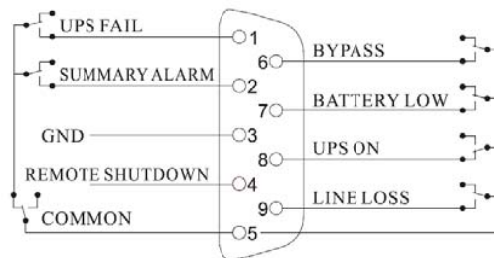 UPS FAIL
1
6
BYPASS
SUMMARY ALARM
2
7
BATTERY LOW
GND
3
8
UPS ON
REMOTE SHUTDOWN
4
9
LINE LOSS
COMMON
5